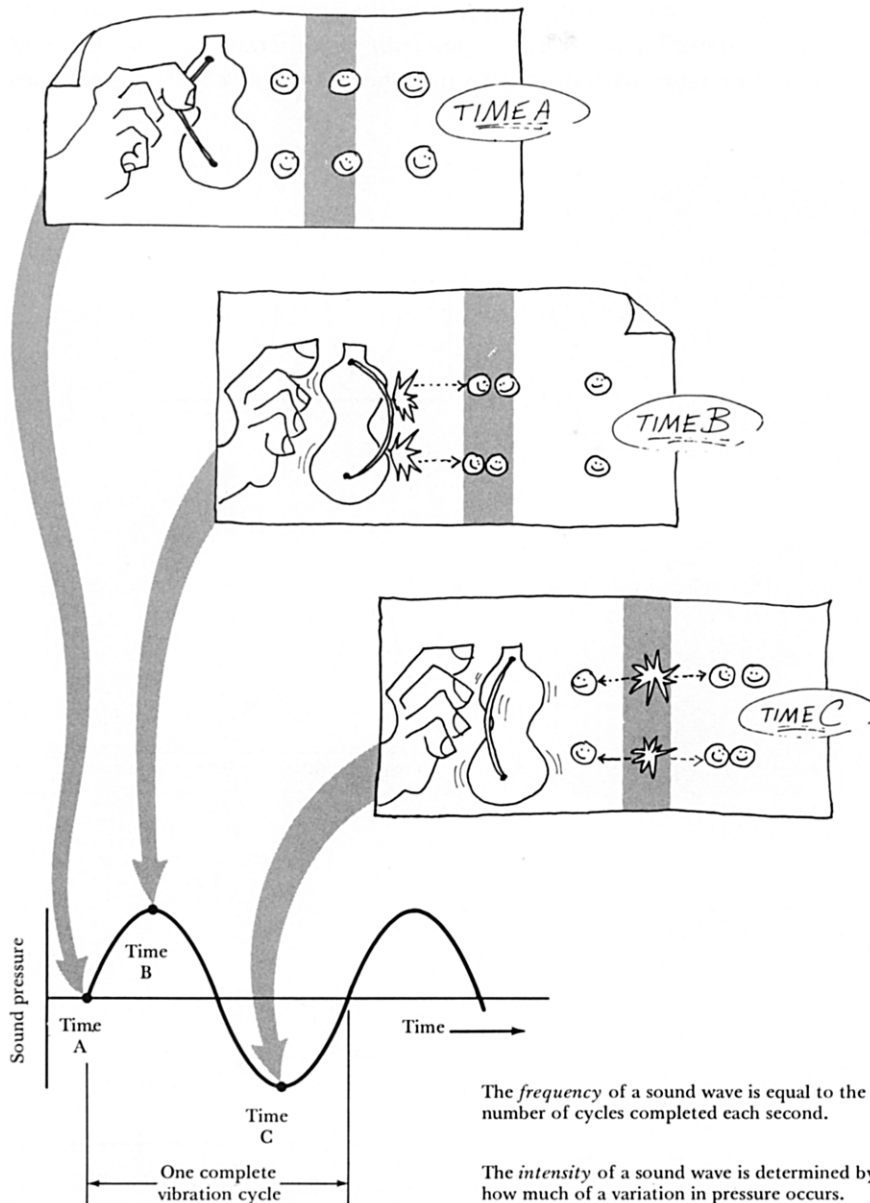 TIME A
TIME B
TIME C
Sound pressure
Time
A
Time
B
Time
C
Time
One complete
vibration cycle
The frequency of a sound wave is equal to the
number of cycles completed each second.
The intensity of a sound wave is determined by
how much of a variation in pressure occurs.